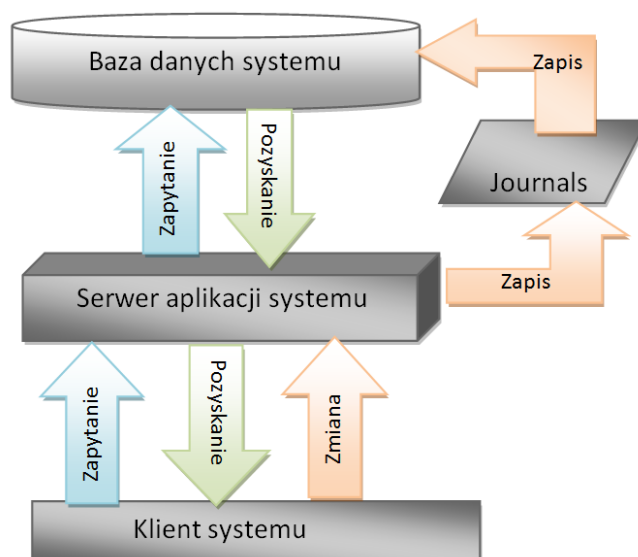 Baza danych systemu
Zapis
Zapytanie
Pozyskanie
Journals
Serwer aplikacji systemu
Zapis
Zapytanie
Pozyskanie
Zmiana
Klient systemu